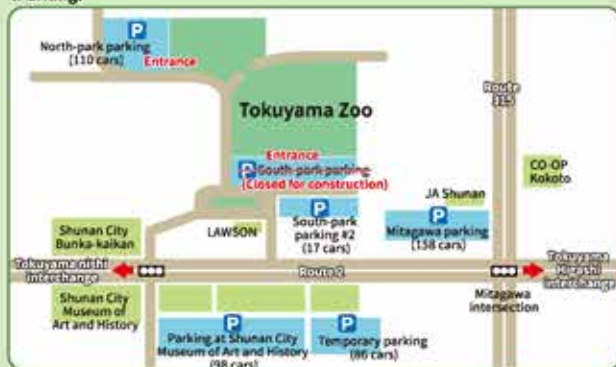 P
North-park parking
(110 cars)
Entrance
Tokuyama Zoo
Route
315
Entrance
P South-park parking
(Closed for construction)
CO-OP
Kokoto
JA Shunan
P
South-park
parking #2
(17 cars)
P
Mitagawa parking
(158 cars)
LAWSON
Shunan City
Bunka-kaikan
Tokuyama nishi
interchange
Route 2
Tokuyama
Higashi
interchange
Mitagawa
intersection
Shunan City
Museum of
Art and History
P
Parking at Shunan City
Museum of Art and History
(98 cars)
P
Temporary parking
(86 cars)